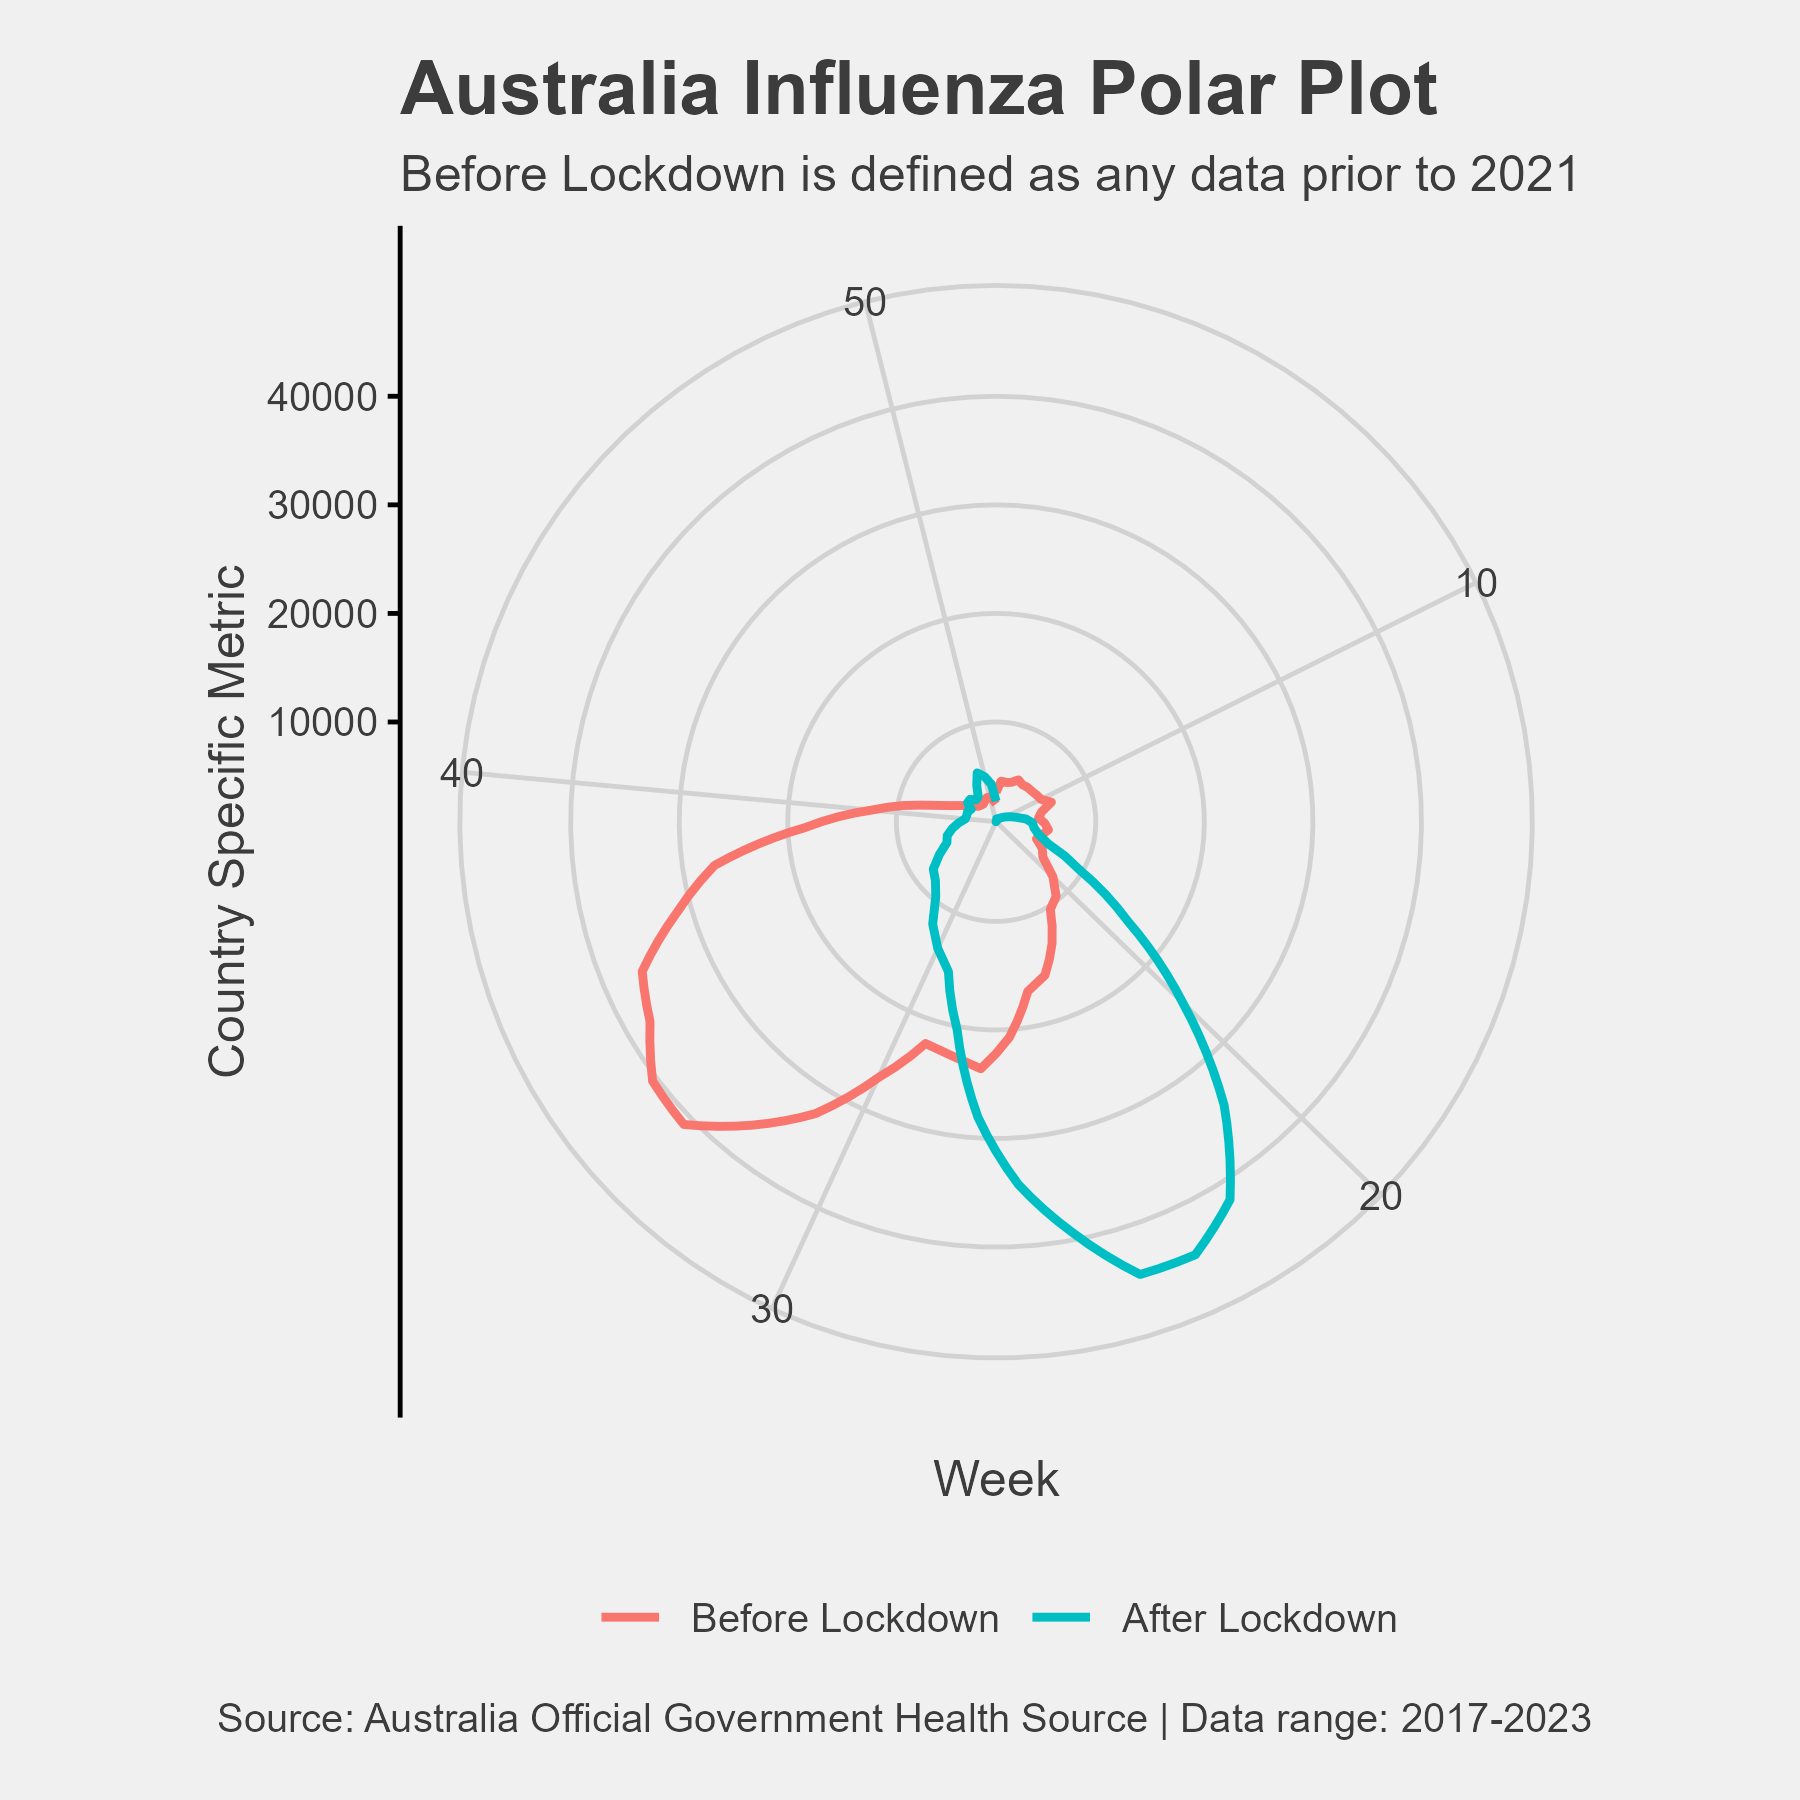 Australia Influenza Polar Plot
Before Lockdown is defined as any data prior to 2021
50
40000
30000
10
20000
Country Specific Metric
10000
40
20
30
Week
Before Lockdown
After Lockdown
Source: Australia Official Government Health Source | Data range: 2017-2023